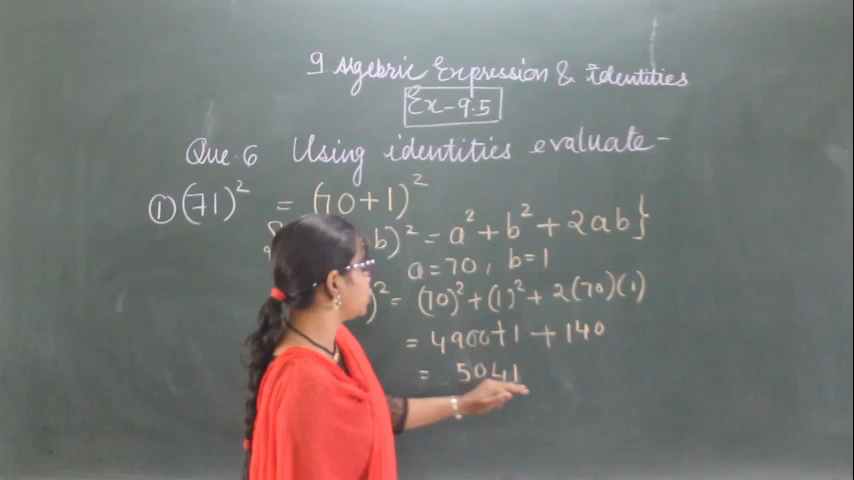 9 Algebric Expression & Identities
Ex-9.5
Que.6 Using identities evaluate-
① (71)² = (70+1)²
b)² = a² + b² + 2ab}
a=70, b=1
)² = (70)² + (1)² + 2(70)(1)
= 4900+1 + 140
= 5041